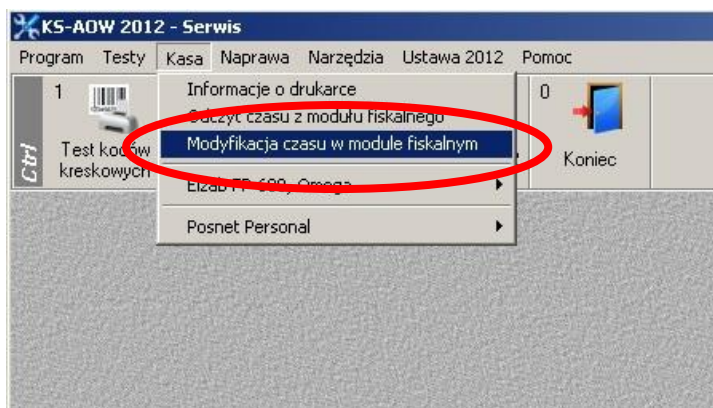 KS-AOW 2012 - Serwis
Program Testy Kasa Naprawa Narzędzia Ustawa 2012 Pomoc
Informacje o drukarce
Odczyt czasu z modułu fiskalnego
Modyfikacja czasu w module fiskalnym
Elzab FP-600, Omega
Posnet Personal
Ctrl
1
Test kodów
kreskowych
0
Koniec